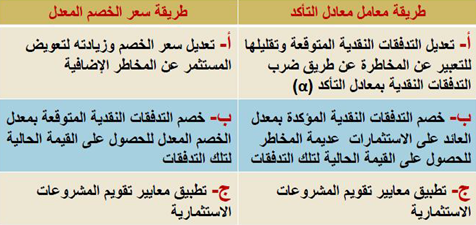 طريقة معامل معادل التأكد
أ- تعديل التدفقات النقدية المتوقعة وتقليلها
للتعبير عن المخاطرة عن طريق ضرب
التدفقات النقدية بمعادل التأكد (α)
ب- خصم التدفقات النقدية المؤكدة بمعدل
العائد على الاستثمارات عديمة المخاطر
للحصول على القيمة الحالية لتلك التدفقات
ج- تطبيق معايير تقويم المشروعات
الاستثمارية
طريقة سعر الخصم المعدل
أ- تعديل سعر الخصم وزيادته لتعويض
المستثمر عن المخاطر الإضافية
ب- خصم التدفقات النقدية المتوقعة بمعدل
الخصم المعدل للحصول على القيمة الحالية
لتلك التدفقات
ج- تطبيق معايير تقويم المشروعات
الاستثمارية